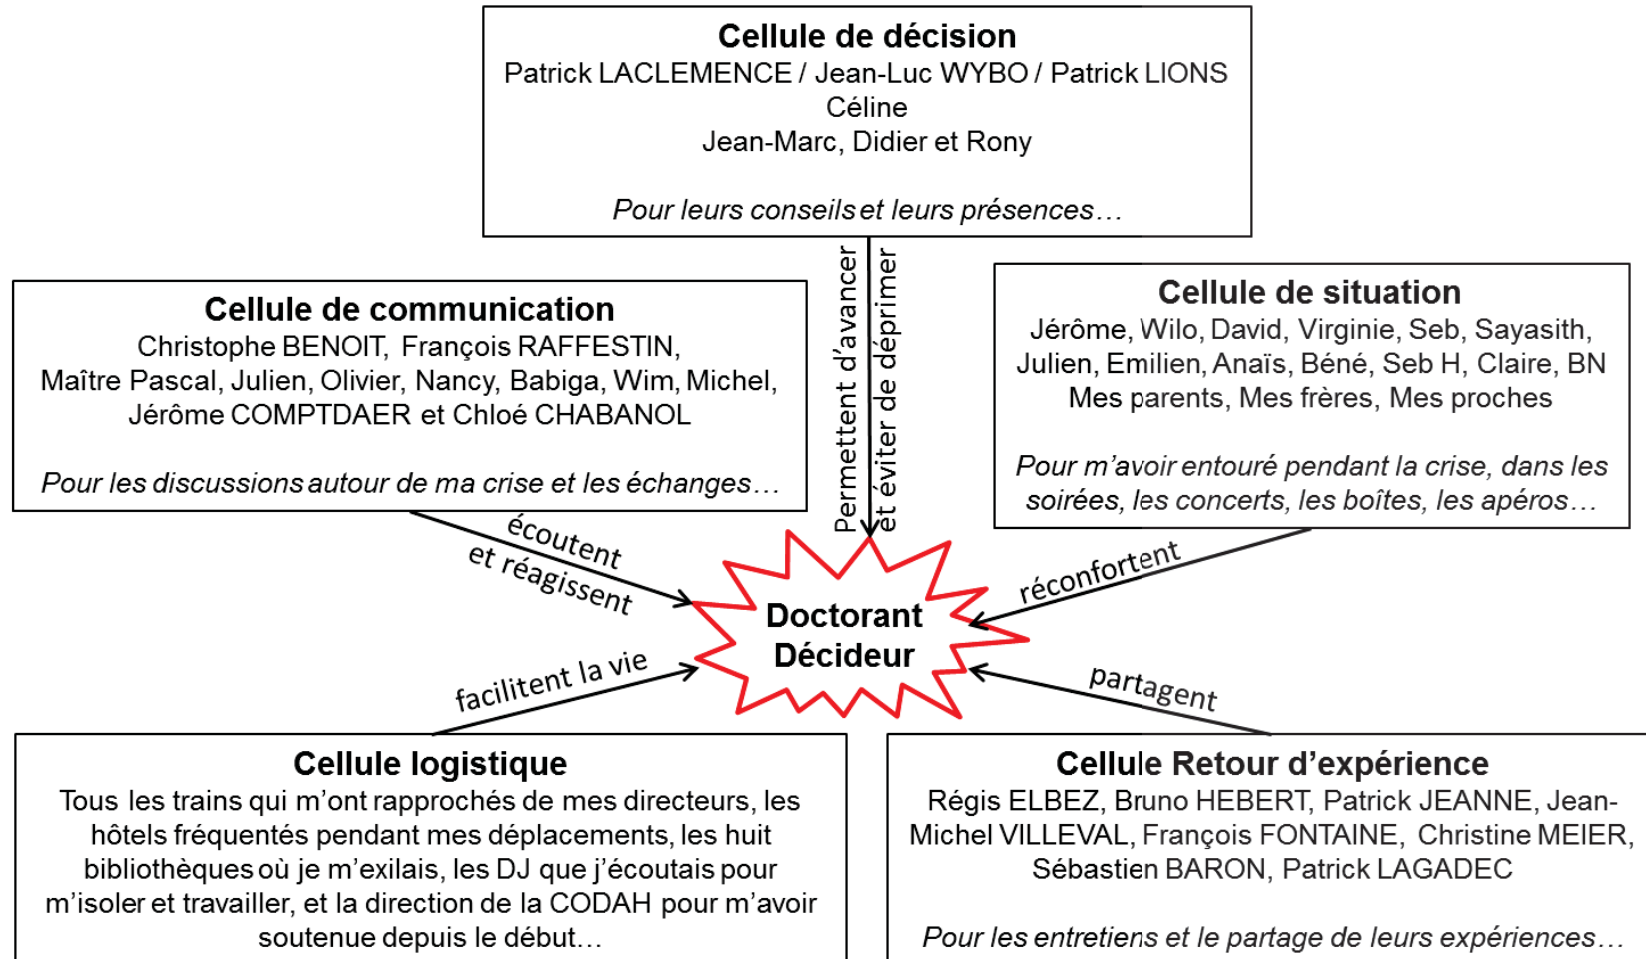 Cellule de décision
Patrick LACLEMENCE / Jean-Luc WYBO / Patrick LIONS
Céline
Jean-Marc, Didier et Rony
Pour leurs conseils et leurs présences…
Cellule de communication
Christophe BENOIT, François RAFFESTIN,
Maître Pascal, Julien, Olivier, Nancy, Babiga, Wim, Michel,
Jérôme COMPTDAER et Chloé CHABANOL
Pour les discussions autour de ma crise et les échanges…
Permettent d’avancer
et éviter de déprimer
Cellule de situation
Jérôme, Wilo, David, Virginie, Seb, Sayasith,
Julien, Emilien, Anaïs, Béné, Seb H, Claire, BN
Mes parents, Mes frères, Mes proches
Pour m’avoir entouré pendant la crise, dans les
soirées, les concerts, les boîtes, les apéros…
écoutent
et réagissent
réconfortent
Doctorant
Décideur
facilitent la vie
partagent
Cellule logistique
Tous les trains qui m’ont rapprochés de mes directeurs, les
hôtels fréquentés pendant mes déplacements, les huit
bibliothèques où je m’exilais, les DJ que j’écoutais pour
m’isoler et travailler, et la direction de la CODAH pour m’avoir
soutenue depuis le début…
Cellule Retour d’expérience
Régis ELBEZ, Bruno HEBERT, Patrick JEANNE, Jean-
Michel VILLEVAL, François FONTAINE, Christine MEIER,
Sébastien BARON, Patrick LAGADEC
Pour les entretiens et le partage de leurs expériences…